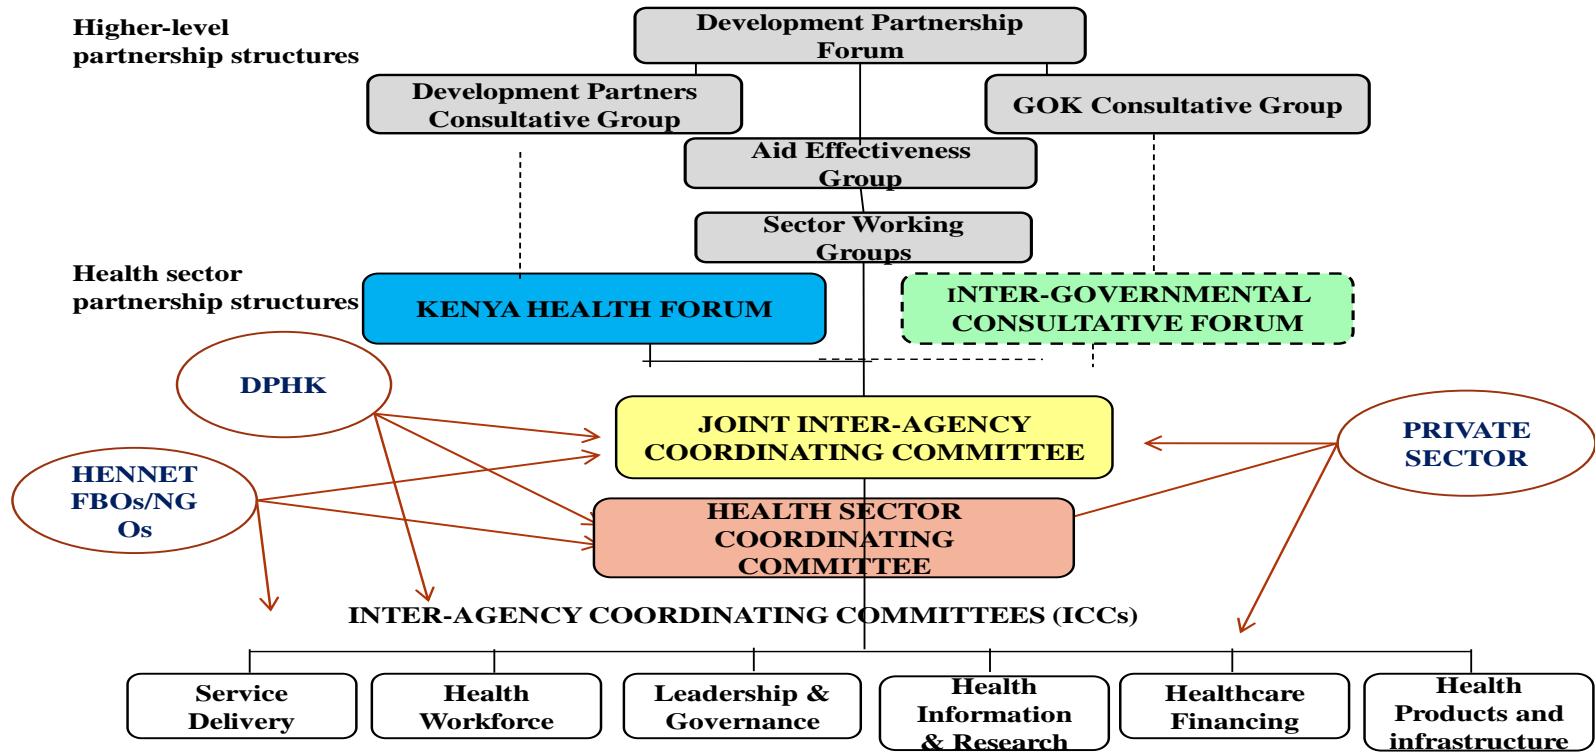 Higher-level
partnership structures
Development Partnership
Forum
Development Partners
Consultative Group
GOK Consultative Group
Aid Effectiveness
Group
Sector Working
Groups
Health sector
partnership structures
KENYA HEALTH FORUM
INTER-GOVERNMENTAL
CONSULTATIVE FORUM
DPHK
JOINT INTER-AGENCY
COORDINATING COMMITTEE
PRIVATE
SECTOR
HENNET
FBOs/NG
Os
HEALTH SECTOR
COORDINATING
COMMITTEE
INTER-AGENCY COORDINATING COMMITTEES (ICCs)
Service
Delivery
Health
Workforce
Leadership &
Governance
Health
Information
& Research
Healthcare
Financing
Health
Products and
infrastructure